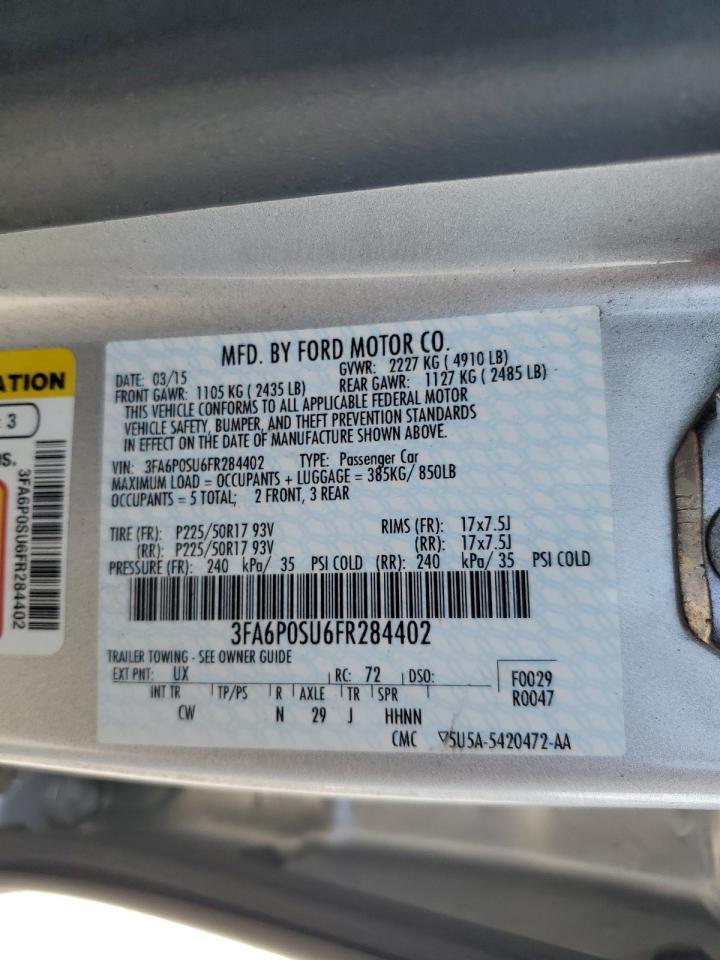 MFD. BY FORD MOTOR CO.
DATE: 03/15 GVWR: 2227 KG ( 4910 LB)
FRONT GAWR: 1105 KG ( 2435 LB) REAR GAWR: 1127 KG ( 2485 LB)
THIS VEHICLE CONFORMS TO ALL APPLICABLE FEDERAL MOTOR
VEHICLE SAFETY, BUMPER, AND THEFT PREVENTION STANDARDS
IN EFFECT ON THE DATE OF MANUFACTURE SHOWN ABOVE.
VIN: 3FA6P0SU6FR284402 TYPE: Passenger Car
MAXIMUM LOAD = OCCUPANTS + LUGGAGE = 385KG/ 850LB
OCCUPANTS = 5 TOTAL; 2 FRONT, 3 REAR
TIRE (FR): P225/50R17 93V RIMS (FR): 17x7.5J
(RR): P225/50R17 93V (RR): 17x7.5J
PRESSURE (FR): 240 kPa/ 35 PSI COLD (RR): 240 kPa/ 35 PSI COLD
3FA6P0SU6FR284402
TRAILER TOWING - SEE OWNER GUIDE
EXT PNT: UX RC: 72 DSO: F0029
INT TR TP/PS R AXLE TR SPR R0047
CW N 29 J HHNN
CMC ▽5U5A-5420472-AA
ATION
: 3
3FA6P0SU6FR284402